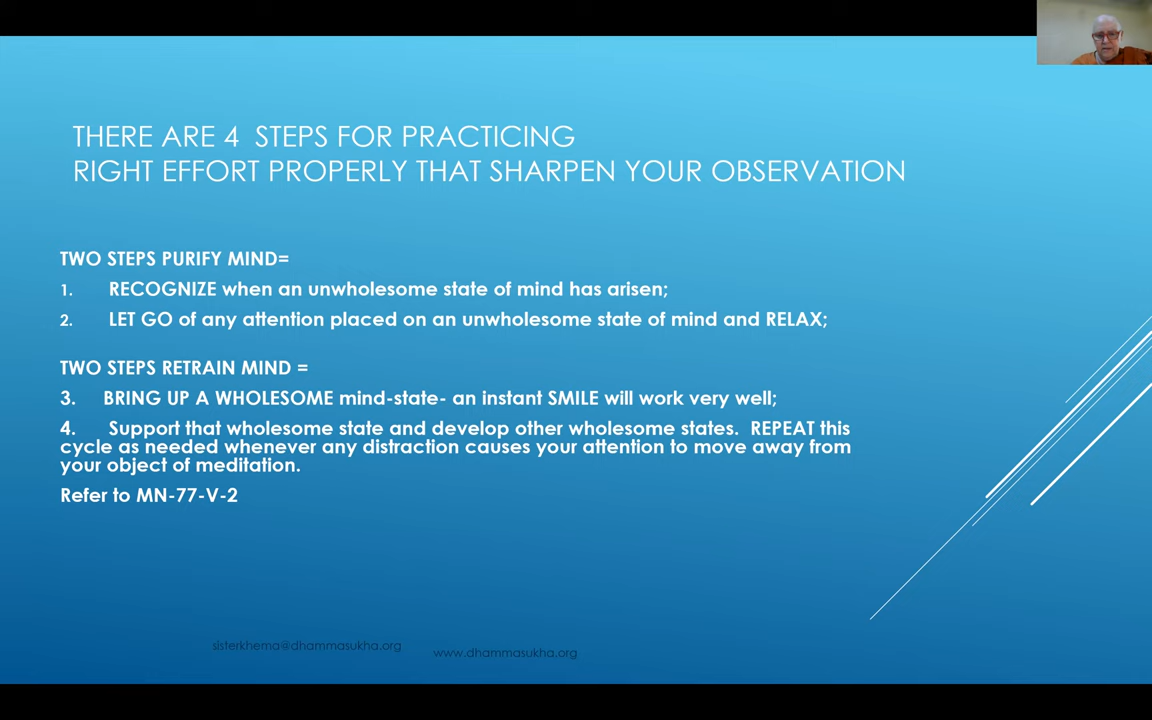 THERE ARE 4 STEPS FOR PRACTICING
RIGHT EFFORT PROPERLY THAT SHARPEN YOUR OBSERVATION
TWO STEPS PURIFY MIND=
1. RECOGNIZE when an unwholesome state of mind has arisen;
2. LET GO of any attention placed on an unwholesome state of mind and RELAX;
TWO STEPS RETRAIN MIND =
3. BRING UP A WHOLESOME mind-state- an instant SMILE will work very well;
4. Support that wholesome state and develop other wholesome states. REPEAT this
cycle as needed whenever any distraction causes your attention to move away from
your object of meditation.
Refer to MN-77-V-2
sisterkhema@dhammasukha.org
www.dhammasukha.org